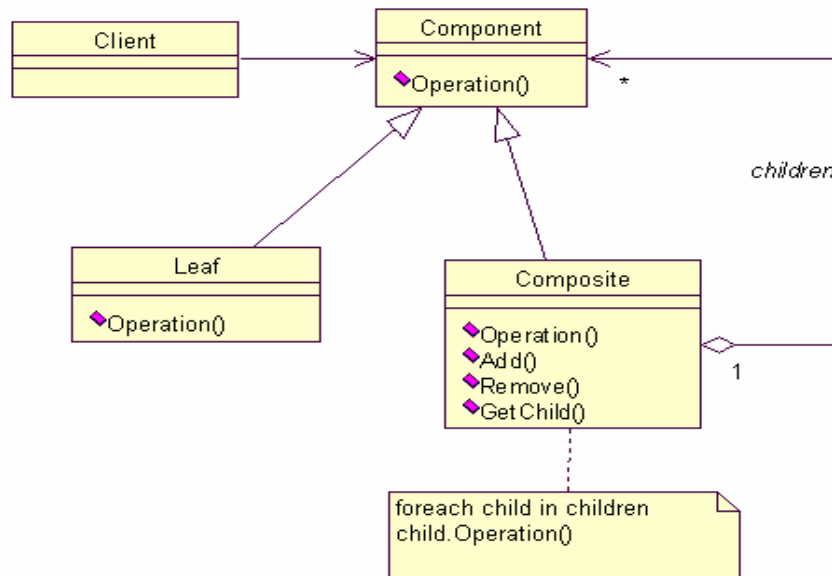 Client
Component
Operation()
*
children
Leaf
Operation()
Composite
Operation()
Add()
Remove()
GetChild()
1
foreach child in children
child.Operation()